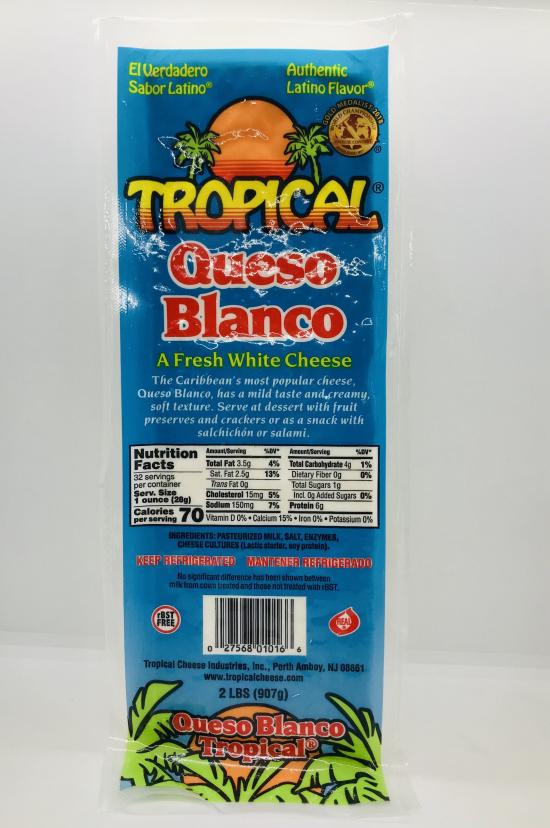 El Verdadero
Sabor Latino®
Authentic
Latino Flavor®
GOLD MEDALIST 2018
WORLD CHAMPION
CHEESE CONTEST
TROPICAL®
Queso
Blanco
A Fresh White Cheese
The Caribbean's most popular cheese,
Queso Blanco, has a mild taste and creamy,
soft texture. Serve at dessert with fruit
preserves and crackers or as a snack with
salchichón or salami.
Nutrition
Facts
32 servings
per container
Serv. Size
1 ounce (28g)
Calories 70
per serving
Amount/Serving %DV*
Total Fat 3.5g 4%
Sat. Fat 2.5g 13%
Trans Fat 0g
Cholesterol 15mg 5%
Sodium 150mg 7%
Amount/Serving %DV*
Total Carbohydrate 4g 1%
Dietary Fiber 0g 0%
Total Sugars 1g
Incl. 0g Added Sugars 0%
Protein 6g
Vitamin D 0% • Calcium 15% • Iron 0% • Potassium 0%
INGREDIENTS: PASTEURIZED MILK, SALT, ENZYMES,
CHEESE CULTURES (Lactic starter, soy protein).
KEEP REFRIGERATED MANTENER REFRIGERADO
No significant difference has been shown between
milk from cows treated and those not treated with rBST.
rBST
FREE
REAL
0 27568 01016 6
Tropical Cheese Industries, Inc., Perth Amboy, NJ 08861
www.tropicalcheese.com
2 LBS (907g)
Queso Blanco
Tropical®